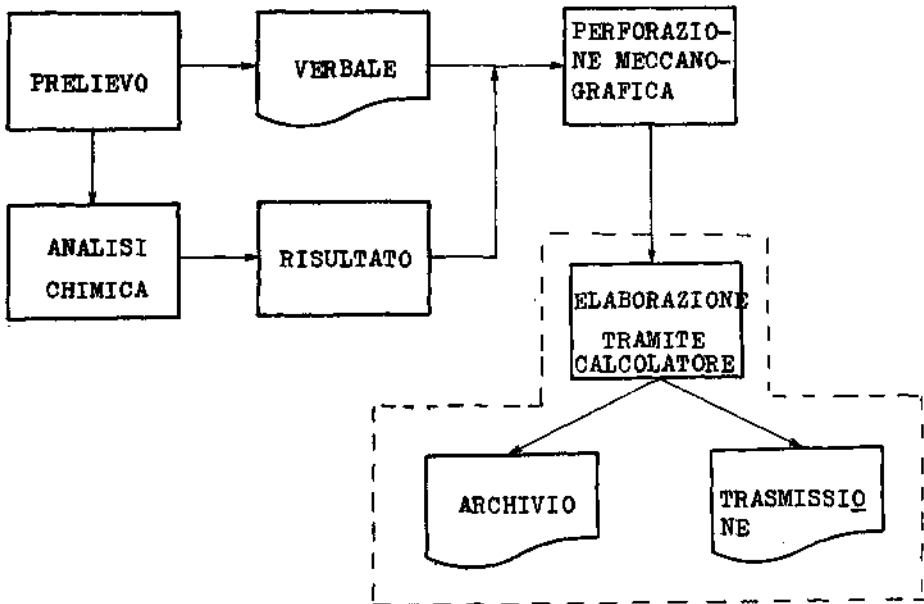 PRELIEVO
VERBALE
PERFORAZIO-
NE MECCANO-
GRAFICA
ANALISI
CHIMICA
RISULTATO
ELABORAZIONE
TRAMITE
CALCOLATORE
ARCHIVIO
TRASMISSIO
NE